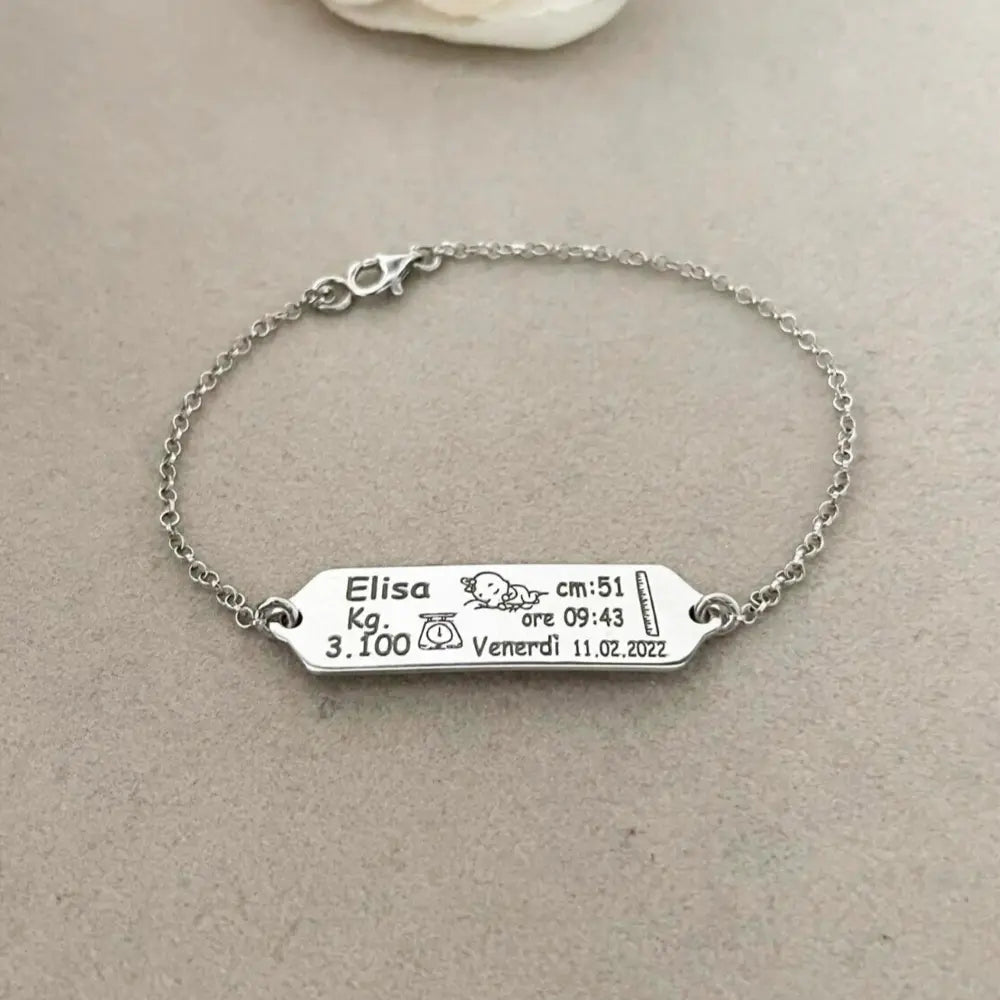 Elisa cm:51
Kg. ore 09:43
3.100 Venerdì 11.02.2022